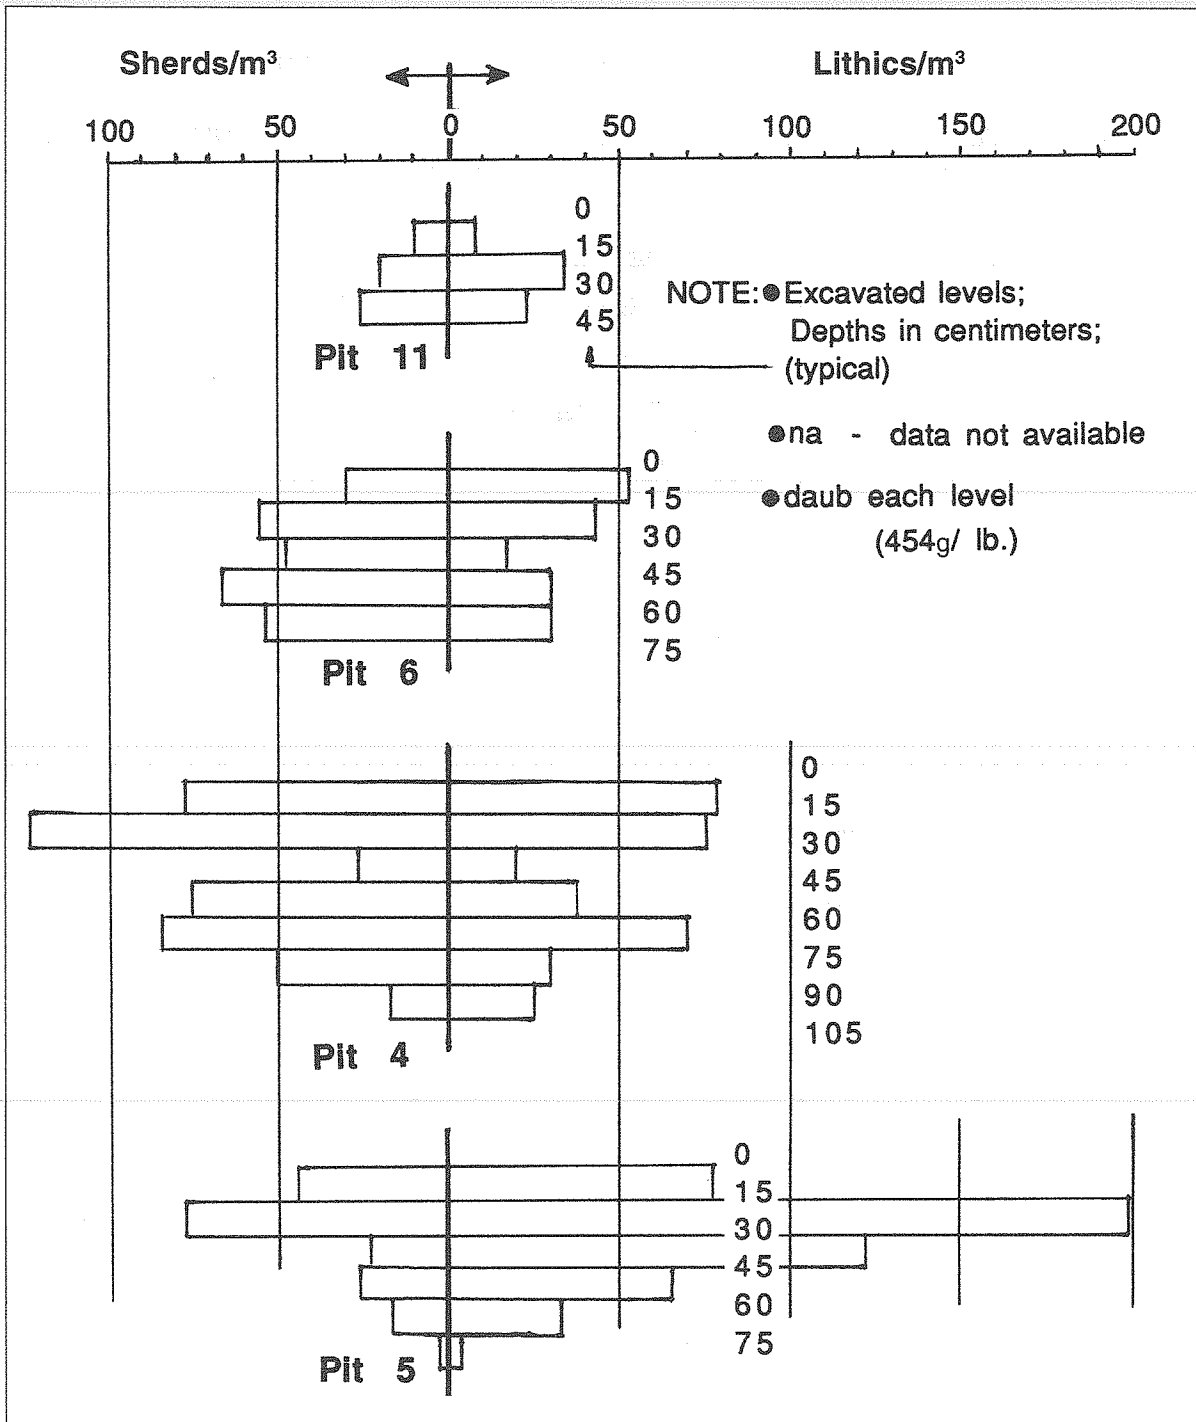 Sherds/m³ Lithics/m³
100 50 0 50 100 150 200
0
15
30
45
Pit 11
NOTE: ●Excavated levels;
Depths in centimeters;
(typical)
●na - data not available
●daub each level
(454g/ lb.)
0
15
30
45
60
75
Pit 6
0
15
30
45
60
75
90
105
Pit 4
0
15
30
45
60
75
Pit 5